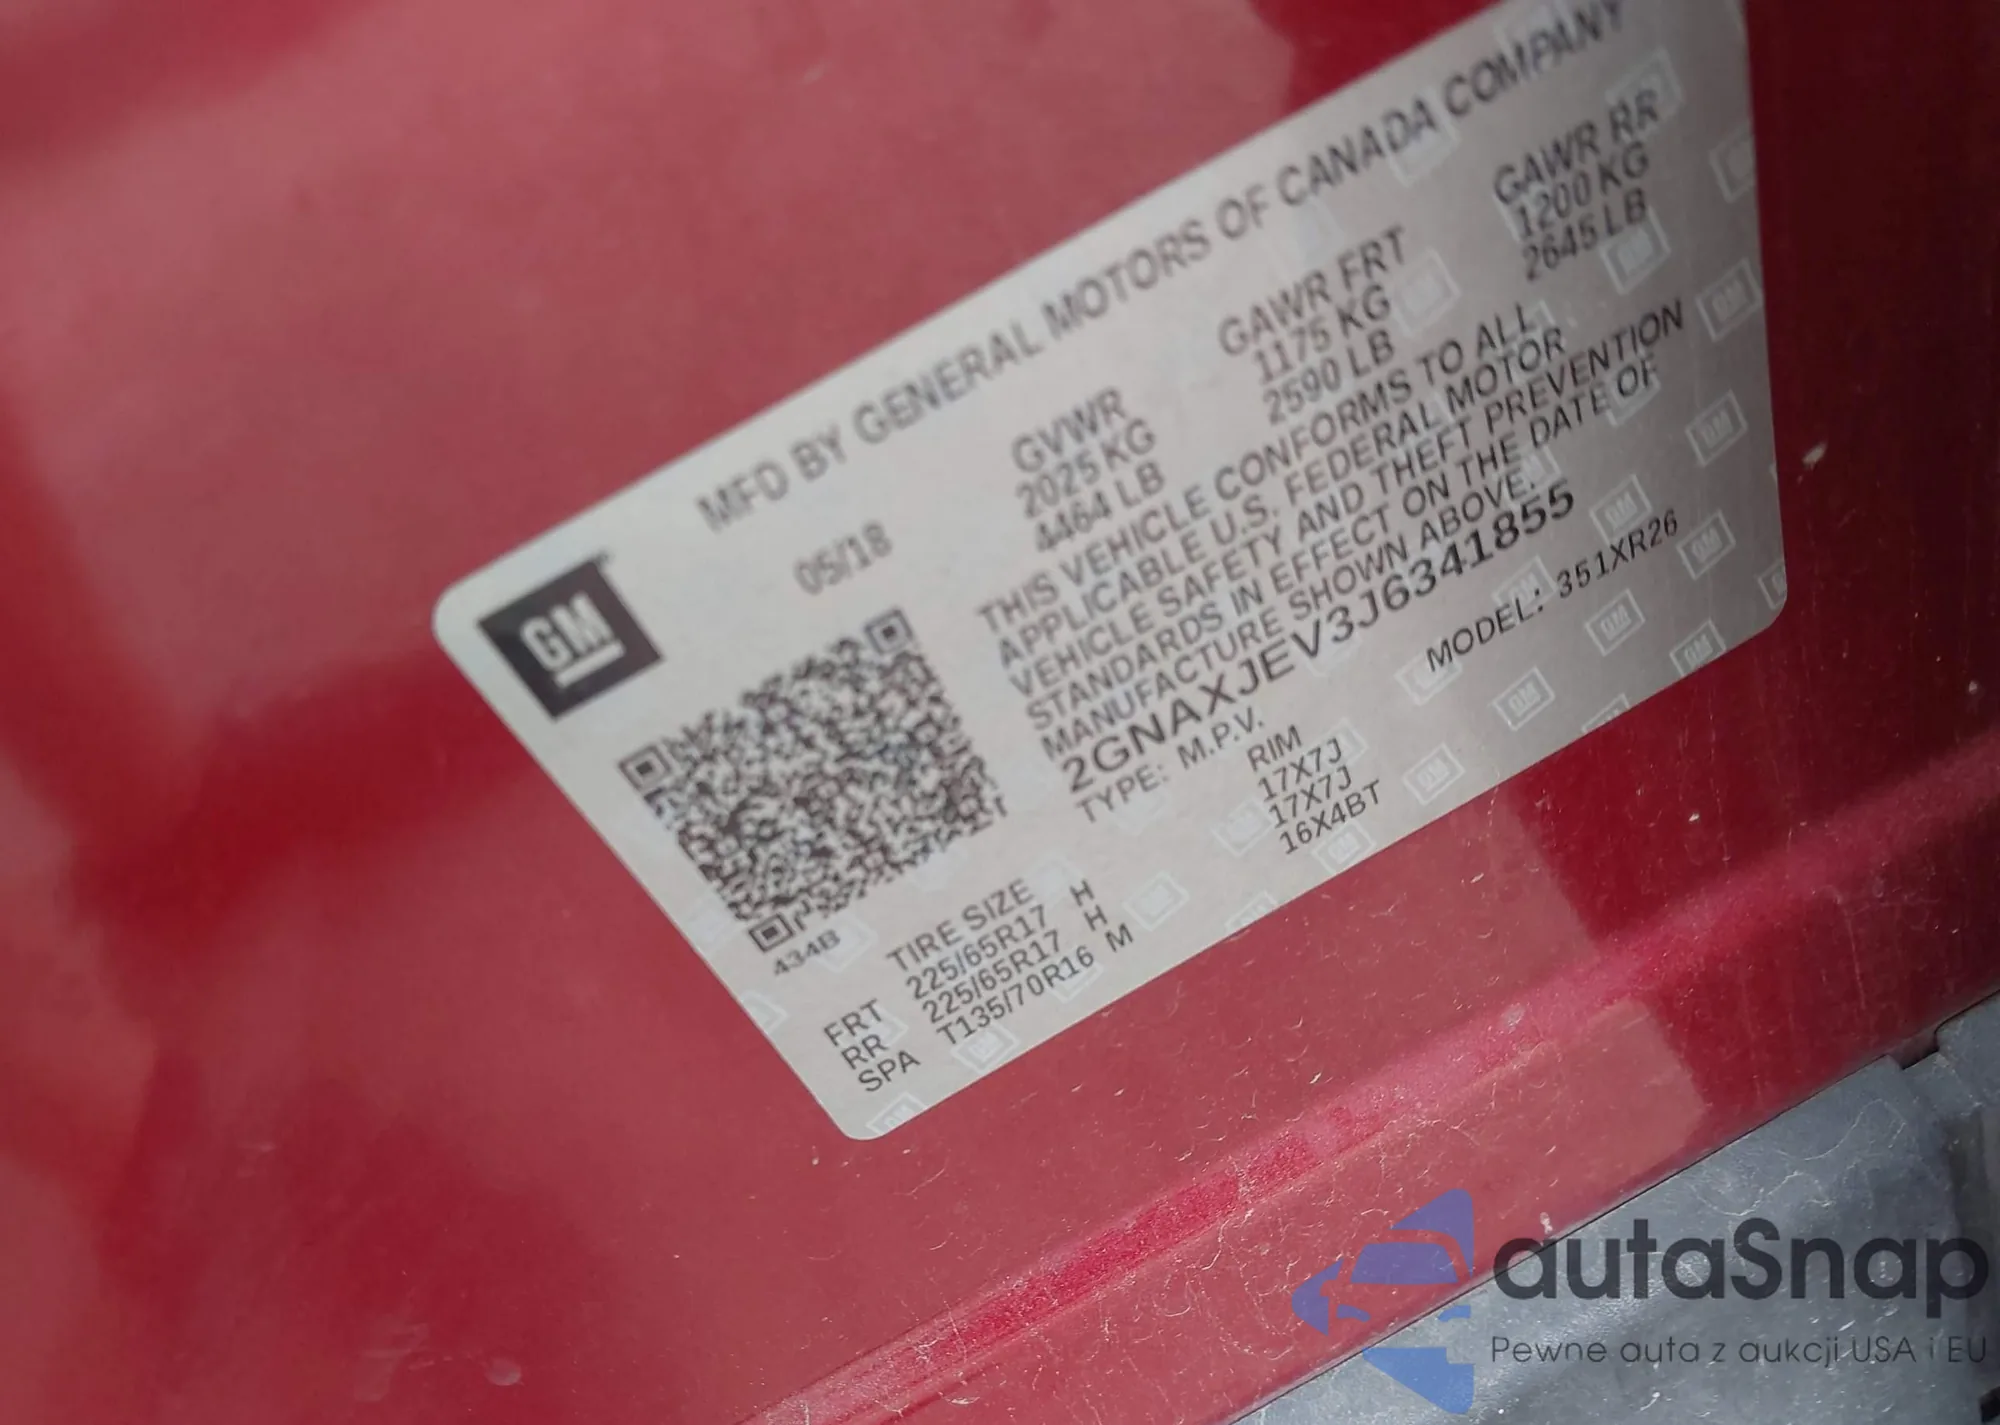 MFD BY GENERAL MOTORS OF CANADA COMPANY
05/18
GVWR GAWR FRT GAWR RR
2025 KG 1175 KG 1200 KG
4464 LB 2590 LB 2645 LB
THIS VEHICLE CONFORMS TO ALL
APPLICABLE U.S. FEDERAL MOTOR
VEHICLE SAFETY AND THEFT PREVENTION
STANDARDS IN EFFECT ON THE DATE OF
MANUFACTURE SHOWN ABOVE.
2GNAXJEV3J6341855
TYPE: M.P.V. MODEL: 351XR26
GM
434B
TIRE SIZE RIM
FRT 225/65R17 H 17X7J
RR 225/65R17 H 17X7J
SPA T135/70R16 M 16X4BT
autaSnap
Pewne auta z aukcji USA i EU